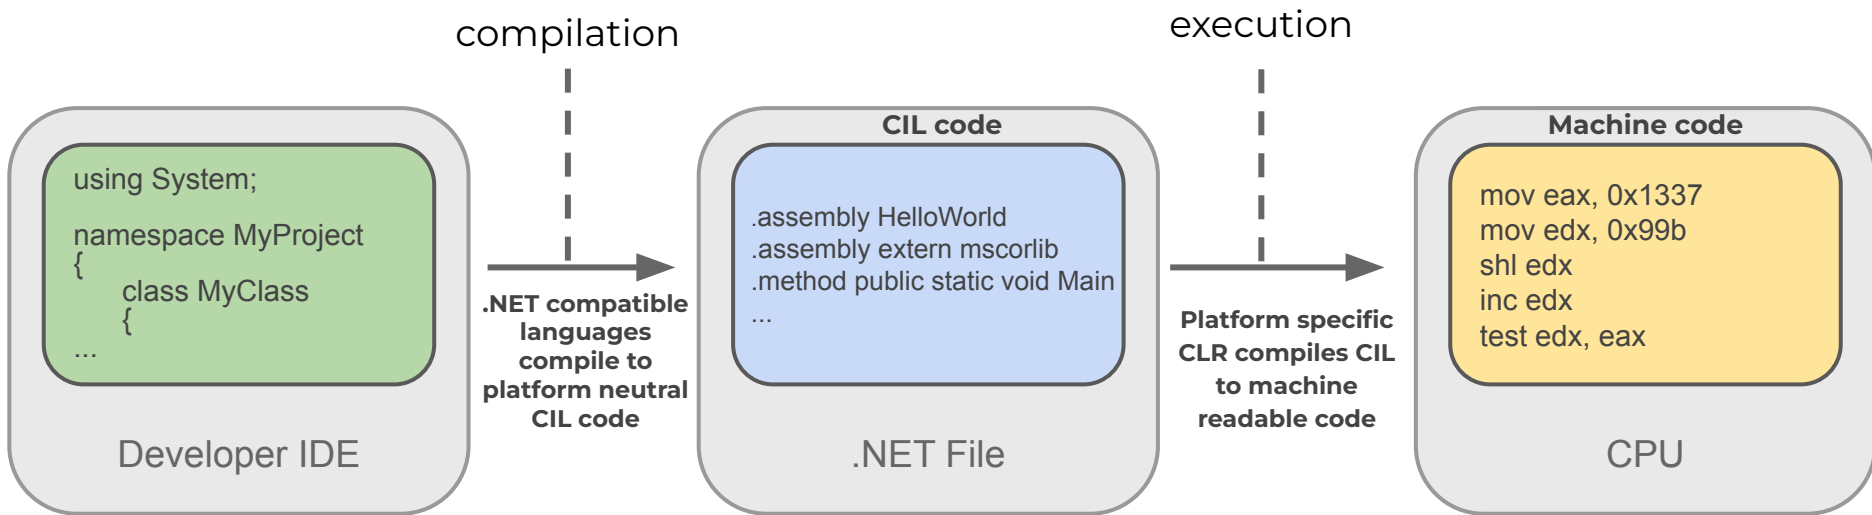 compilation
execution
using System;
namespace MyProject
{
class MyClass
{
...
Developer IDE
.NET compatible
languages
compile to
platform neutral
CIL code
CIL code
.assembly HelloWorld
.assembly extern mscorlib
.method public static void Main
...
.NET File
Platform specific
CLR compiles CIL
to machine
readable code
Machine code
mov eax, 0x1337
mov edx, 0x99b
shl edx
inc edx
test edx, eax
CPU